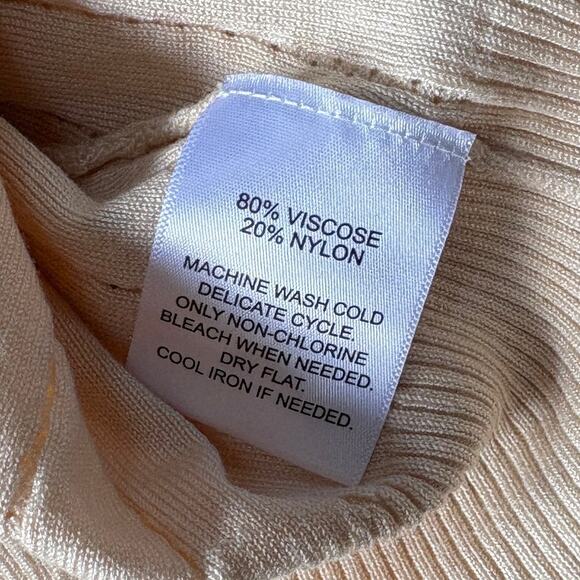 80% VISCOSE
20% NYLON
MACHINE WASH COLD
DELICATE CYCLE.
ONLY NON-CHLORINE
BLEACH WHEN NEEDED.
DRY FLAT.
COOL IRON IF NEEDED.